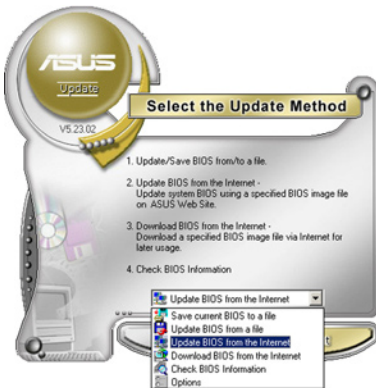 ASUS
Update
V5.23.02
Select the Update Method
1. Update/Save BIOS from/to a file.
2. Update BIOS from the Internet -
Update system BIOS using a specified BIOS image file
on ASUS Web Site.
3. Download BIOS from the Internet -
Download a specified BIOS image file via Internet for
later usage.
4. Check BIOS Information
Update BIOS from the Internet
Save current BIOS to a file
Update BIOS from a file
Update BIOS from the Internet
Download BIOS from the Internet
Check BIOS Information
Options